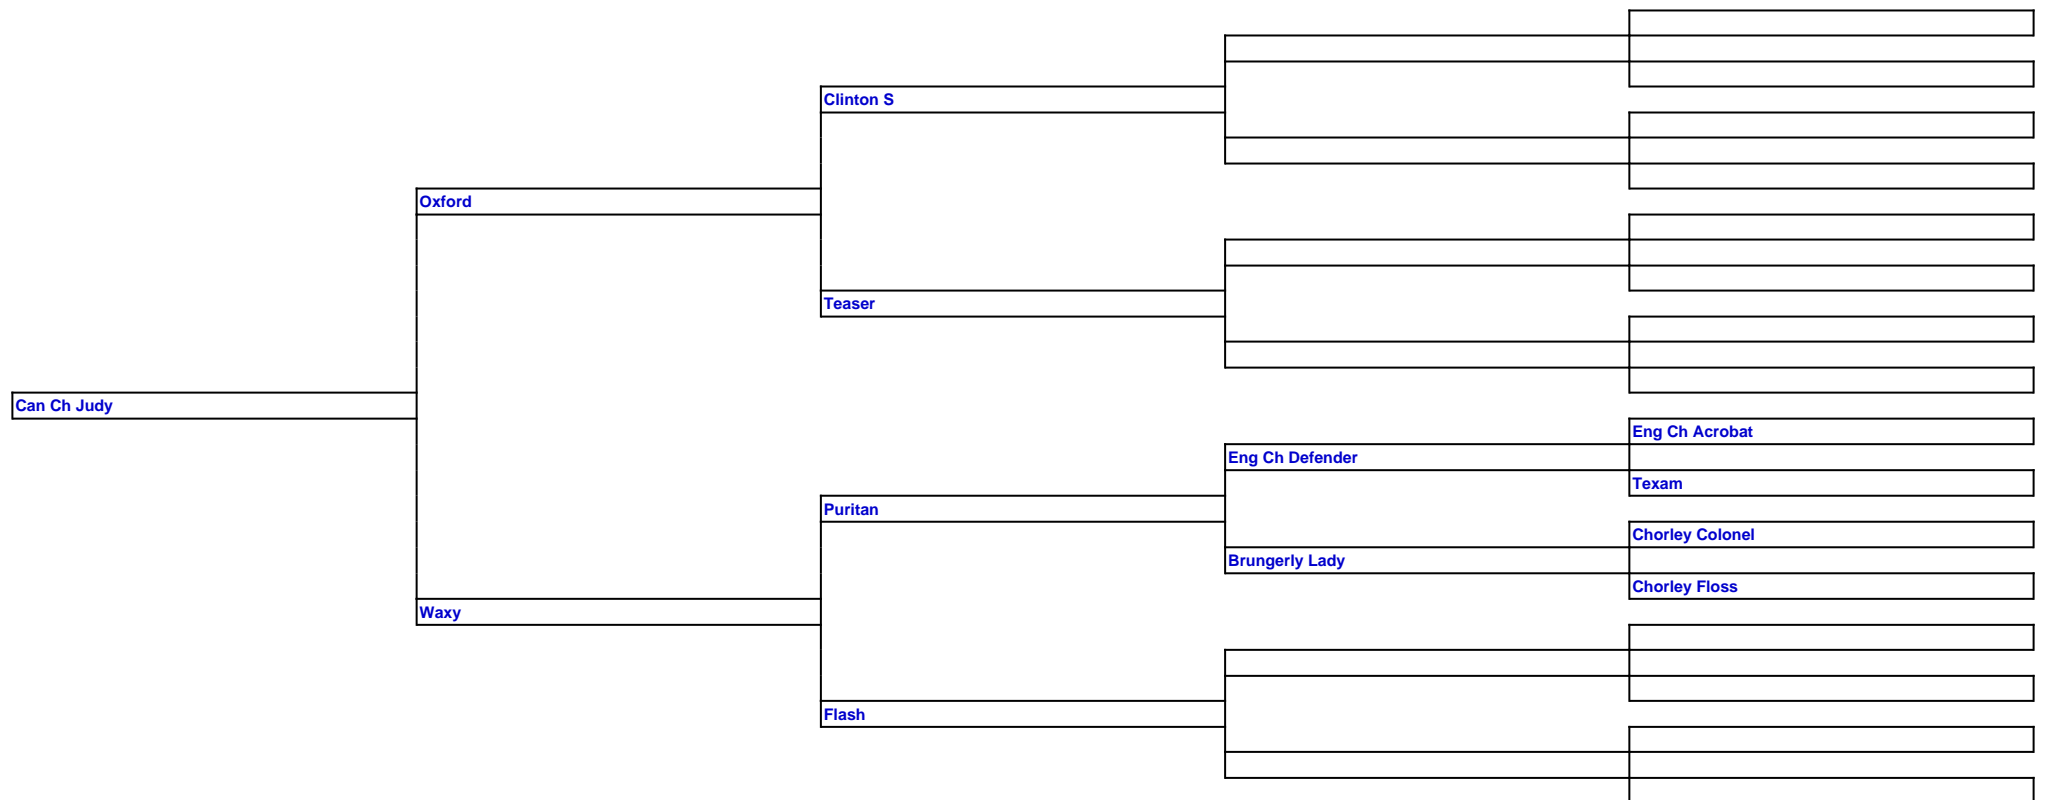 Clinton S
Oxford
Teaser
Can Ch Judy
Eng Ch Acrobat
Eng Ch Defender
Texam
Puritan
Chorley Colonel
Brungerly Lady
Chorley Floss
Waxy
Flash